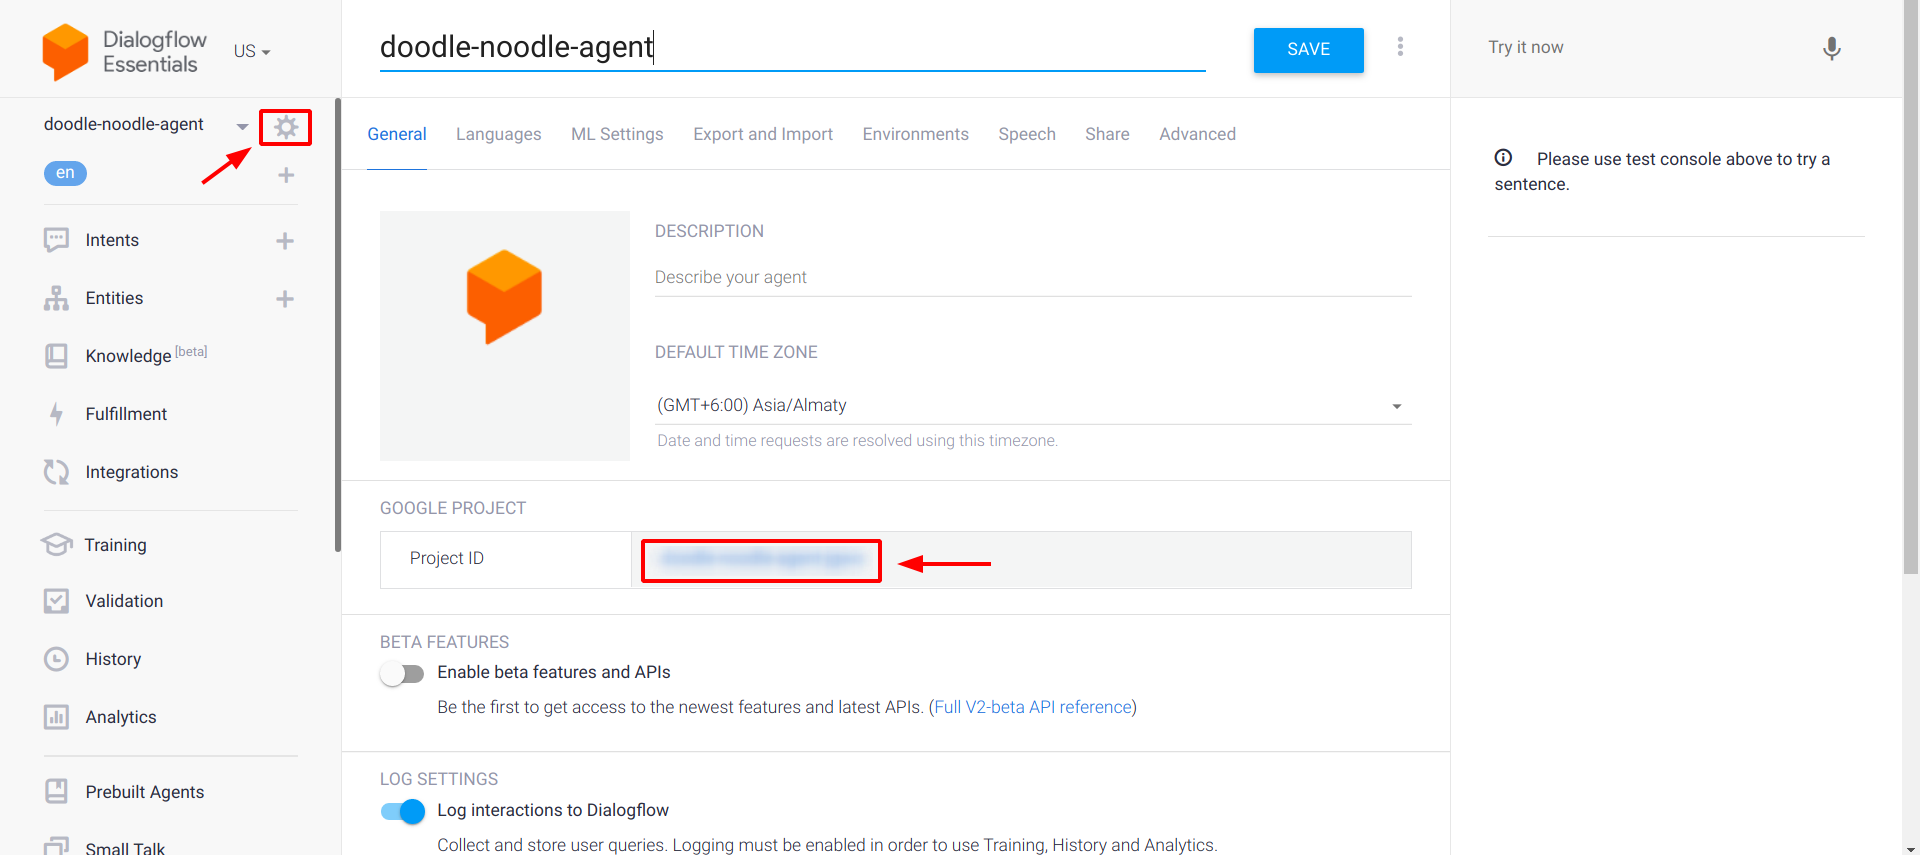 Dialogflow
Essentials
US
doodle-noodle-agent
en
Intents
Entities
Knowledge [beta]
Fulfillment
Integrations
Training
Validation
History
Analytics
Prebuilt Agents
Small Talk
doodle-noodle-agent
SAVE
General Languages ML Settings Export and Import Environments Speech Share Advanced
DESCRIPTION
Describe your agent
DEFAULT TIME ZONE
(GMT+6:00) Asia/Almaty
Date and time requests are resolved using this timezone.
GOOGLE PROJECT
Project ID
BETA FEATURES
Enable beta features and APIs
Be the first to get access to the newest features and latest APIs. (Full V2-beta API reference)
LOG SETTINGS
Log interactions to Dialogflow
Collect and store user queries. Logging must be enabled in order to use Training, History and Analytics.
Try it now
Please use test console above to try a
sentence.